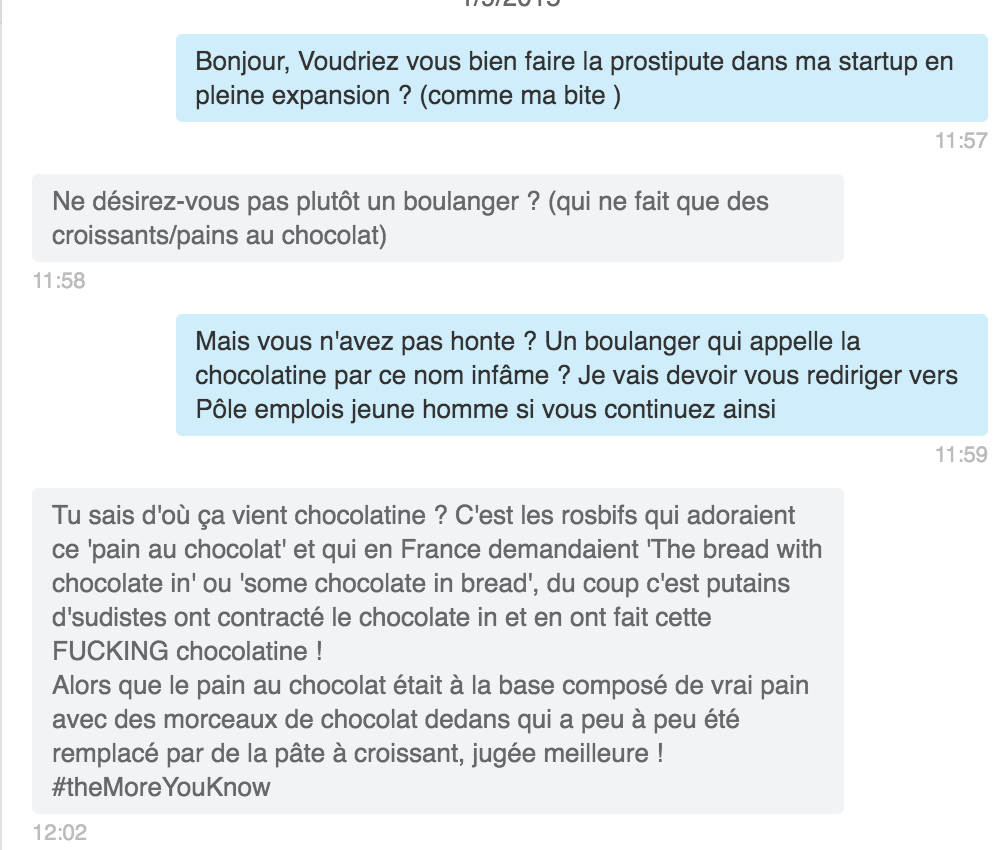 Bonjour, Voudriez vous bien faire la prostipute dans ma startup en
pleine expansion ? (comme ma bite )
11:57
Ne désirez-vous pas plutôt un boulanger ? (qui ne fait que des
croissants/pains au chocolat)
11:58
Mais vous n'avez pas honte ? Un boulanger qui appelle la
chocolatine par ce nom infâme ? Je vais devoir vous rediriger vers
Pôle emplois jeune homme si vous continuez ainsi
11:59
Tu sais d'où ça vient chocolatine ? C'est les rosbifs qui adoraient
ce 'pain au chocolat' et qui en France demandaient 'The bread with
chocolate in' ou 'some chocolate in bread', du coup c'est putains
d'sudistes ont contracté le chocolate in et en ont fait cette
FUCKING chocolatine !
Alors que le pain au chocolat était à la base composé de vrai pain
avec des morceaux de chocolat dedans qui a peu à peu été
remplacé par de la pâte à croissant, jugée meilleure !
#theMoreYouKnow
12:02